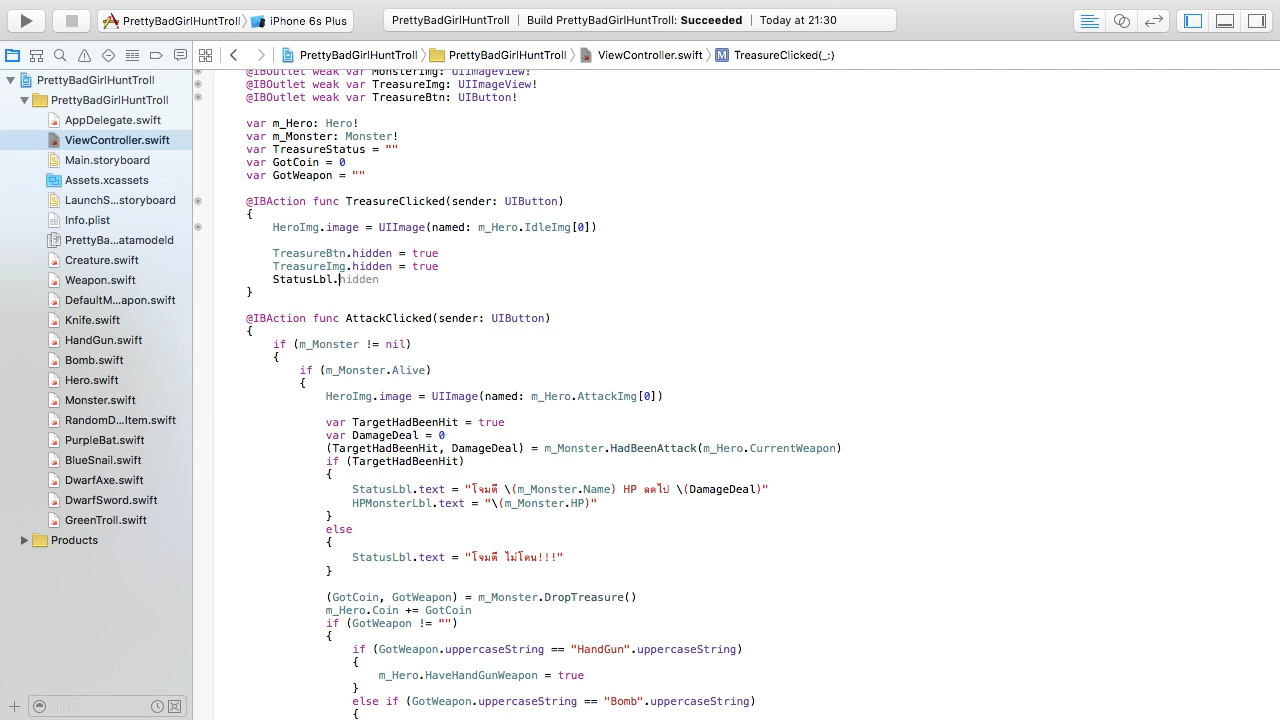 PrettyBadGirlHuntTroll iPhone 6s Plus PrettyBadGirlHuntTroll Build PrettyBadGirlHuntTroll: Succeeded Today at 21:30
PrettyBadGirlHuntTroll PrettyBadGirlHuntTroll ViewController.swift M TreasureClicked(_:)
PrettyBadGirlHuntTroll
PrettyBadGirlHuntTroll
AppDelegate.swift
ViewController.swift
Main.storyboard
Assets.xcassets
LaunchS...storyboard
Info.plist
PrettyBa...atamodeld
Creature.swift
Weapon.swift
DefaultM...apon.swift
Knife.swift
HandGun.swift
Bomb.swift
Hero.swift
Monster.swift
RandomD...Item.swift
PurpleBat.swift
BlueSnail.swift
DwarfAxe.swift
DwarfSword.swift
GreenTroll.swift
Products
Filter
@IBOutlet weak var MonsterImg: UIImageView!
@IBOutlet weak var TreasureImg: UIImageView!
@IBOutlet weak var TreasureBtn: UIButton!
var m_Hero: Hero!
var m_Monster: Monster!
var TreasureStatus = ""
var GotCoin = 0
var GotWeapon = ""
@IBAction func TreasureClicked(sender: UIButton)
{
HeroImg.image = UIImage(named: m_Hero.IdleImg[0])
TreasureBtn.hidden = true
TreasureImg.hidden = true
StatusLbl.hidden
}
@IBAction func AttackClicked(sender: UIButton)
{
if (m_Monster != nil)
{
if (m_Monster.Alive)
{
HeroImg.image = UIImage(named: m_Hero.AttackImg[0])
var TargetHadBeenHit = true
var DamageDeal = 0
(TargetHadBeenHit, DamageDeal) = m_Monster.HadBeenAttack(m_Hero.CurrentWeapon)
if (TargetHadBeenHit)
{
StatusLbl.text = "โจมตี \(m_Monster.Name) HP ลดไป \(DamageDeal)"
HPMonsterLbl.text = "\(m_Monster.HP)"
}
else
{
StatusLbl.text = "โจมตี ไม่โดน!!!"
}
(GotCoin, GotWeapon) = m_Monster.DropTreasure()
m_Hero.Coin += GotCoin
if (GotWeapon != "")
{
if (GotWeapon.uppercaseString == "HandGun".uppercaseString)
{
m_Hero.HaveHandGunWeapon = true
}
else if (GotWeapon.uppercaseString == "Bomb".uppercaseString)
{